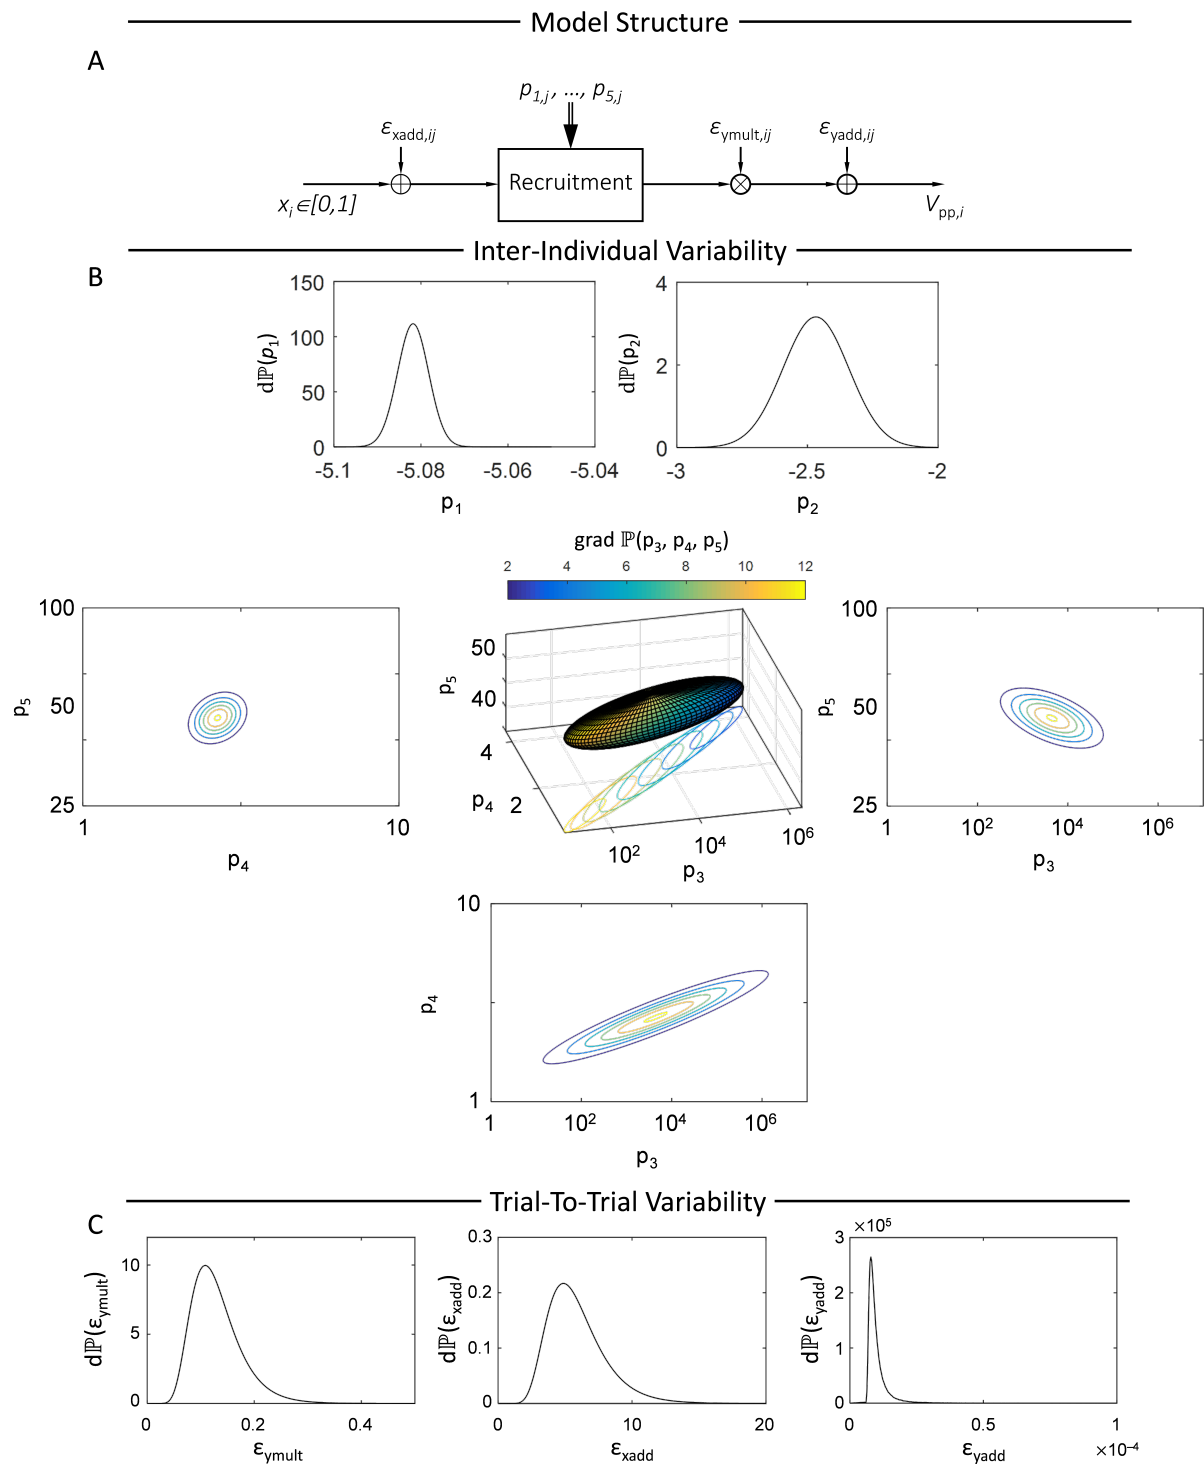 Model Structure
A
p1,j, ..., p5,j
εxadd,ij
εymult,ij
εyadd,ij
Recruitment
xi∈[0,1]
Vpp,i
Inter-Individual Variability
B
150
100
50
0
dℙ(p1)
-5.1 -5.08 -5.06 -5.04
p1
4
2
0
dℙ(p2)
-3 -2.5 -2
p2
grad ℙ(p3, p4, p5)
2 4 6 8 10 12
100
50
25
p5
1 10
p4
50
40
p5
4
2
p4
10² 10⁴ 10⁶
p3
100
50
25
p5
1 10² 10⁴ 10⁶
p3
10
1
p4
1 10² 10⁴ 10⁶
p3
Trial-To-Trial Variability
C
10
5
0
dℙ(εymult)
0 0.2 0.4
εymult
0.3
0.2
0.1
0
dℙ(εxadd)
0 10 20
εxadd
×10⁵
3
2
1
0
dℙ(εyadd)
0 0.5 1
×10⁻⁴
εyadd